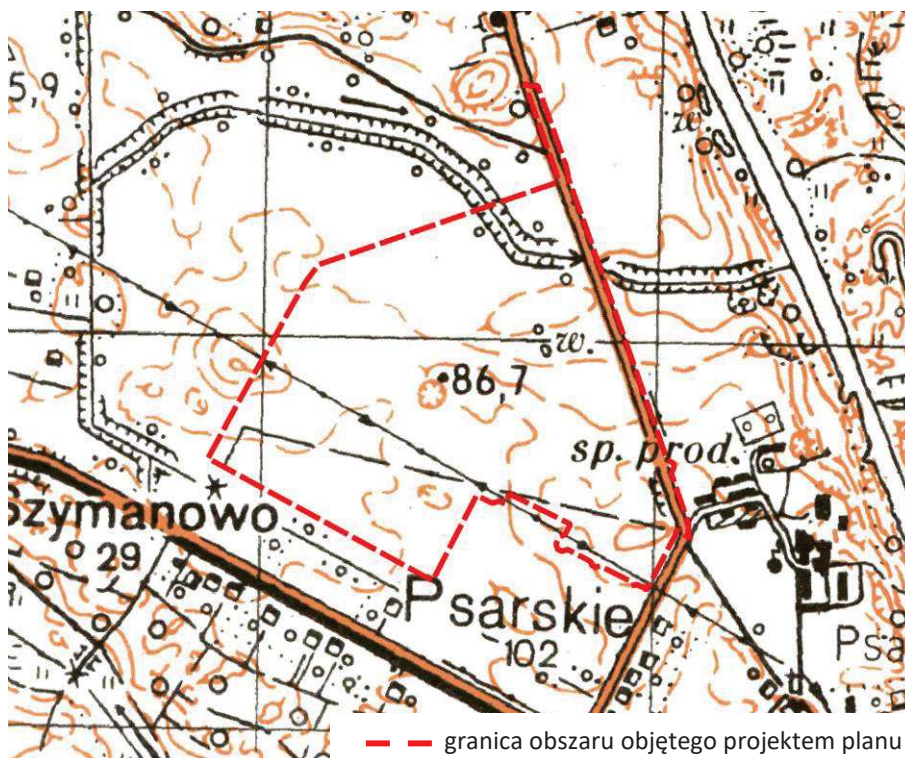 5,9
w
w.
86,7
sp. prod.
Szymanowo
29
Psarskie
102
Psa
granica obszaru objętego projektem planu